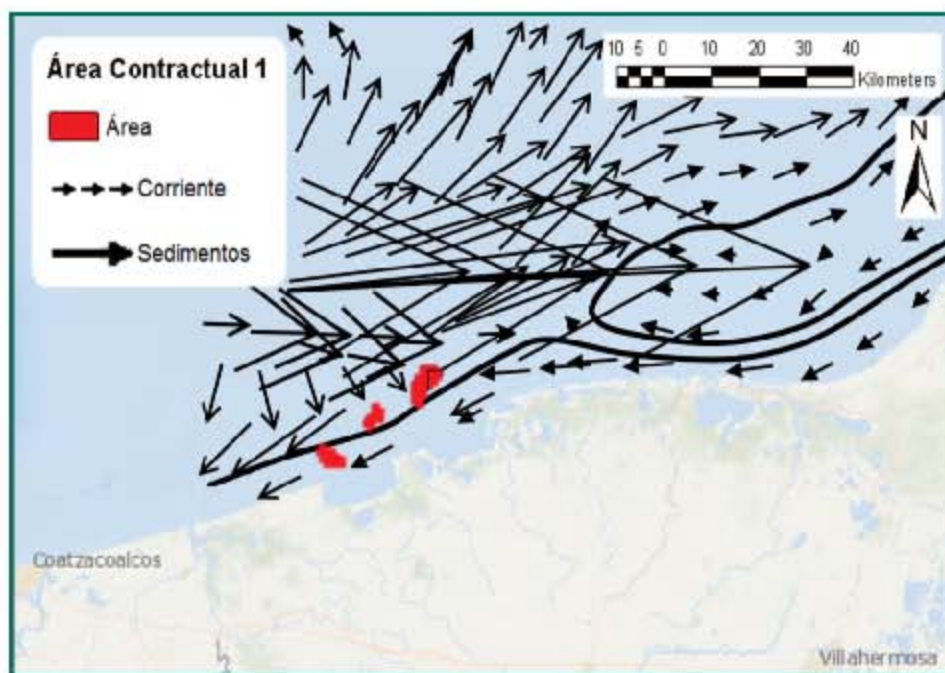 Área Contractual 1
Área
Corriente
Sedimentos
10 5 0 10 20 30 40
Kilometers
N
Coatzacoalcos
Villahermosa